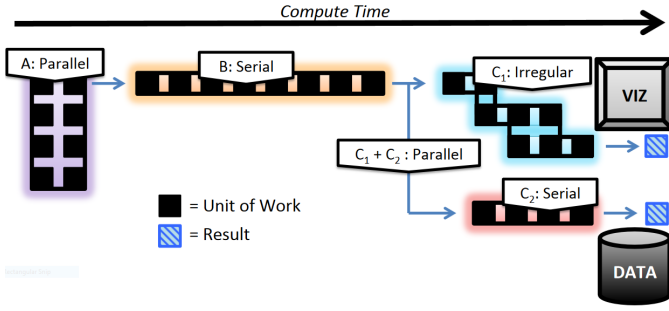 Compute Time
A: Parallel
B: Serial
C₁: Irregular
VIZ
C₁ + C₂ : Parallel
C₂: Serial
= Unit of Work
= Result
DATA